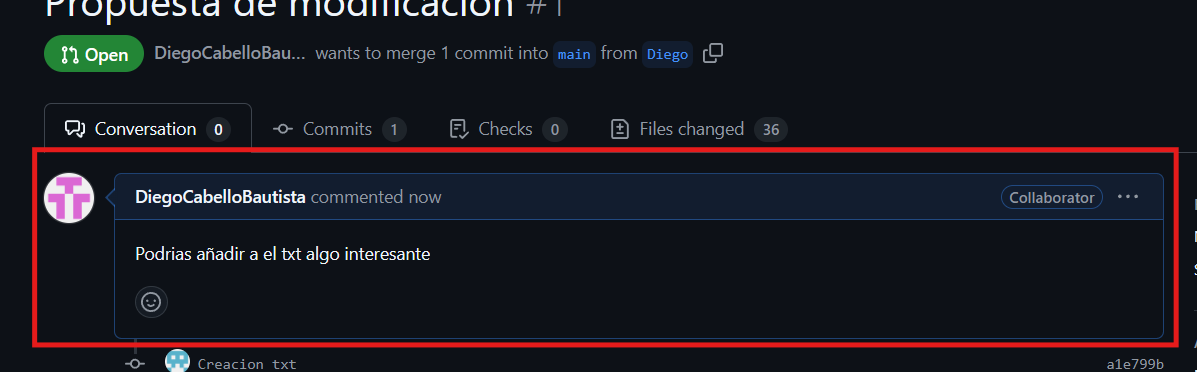 Propuesta de modificación #1
Open DiegoCabelloBau... wants to merge 1 commit into main from Diego
Conversation 0 Commits 1 Checks 0 Files changed 36
DiegoCabelloBautista commented now Collaborator
Podrias añadir a el txt algo interesante
Creacion txt a1e799b